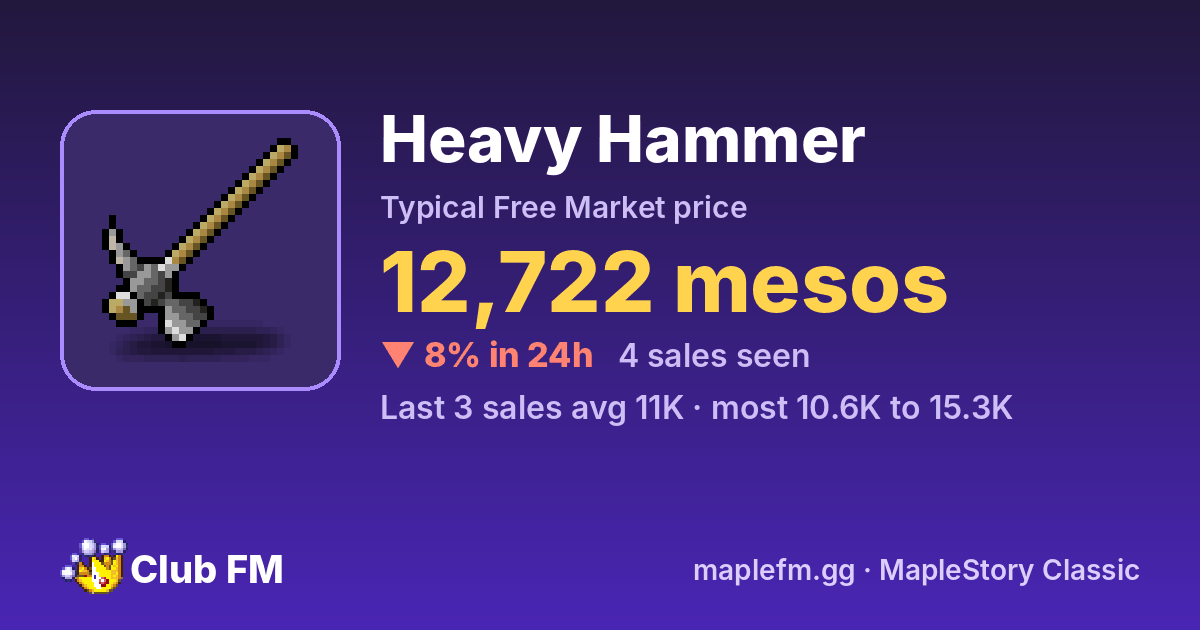 Heavy Hammer
Typical Free Market price
12,722 mesos
▼ 8% in 24h 4 sales seen
Last 3 sales avg 11K · most 10.6K to 15.3K
Club FM
maplefm.gg · MapleStory Classic